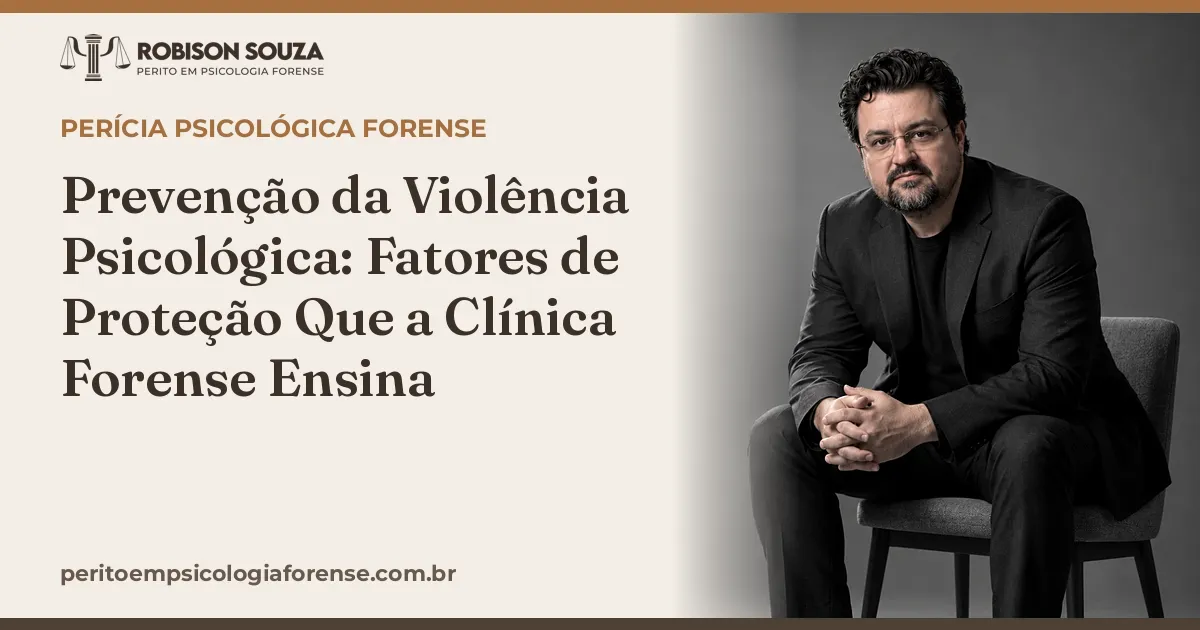 ROBISON SOUZA
PERITO EM PSICOLOGIA FORENSE
PERÍCIA PSICOLÓGICA FORENSE
Prevenção da Violência
Psicológica: Fatores de
Proteção Que a Clínica
Forense Ensina
peritoempsicologiaforense.com.br